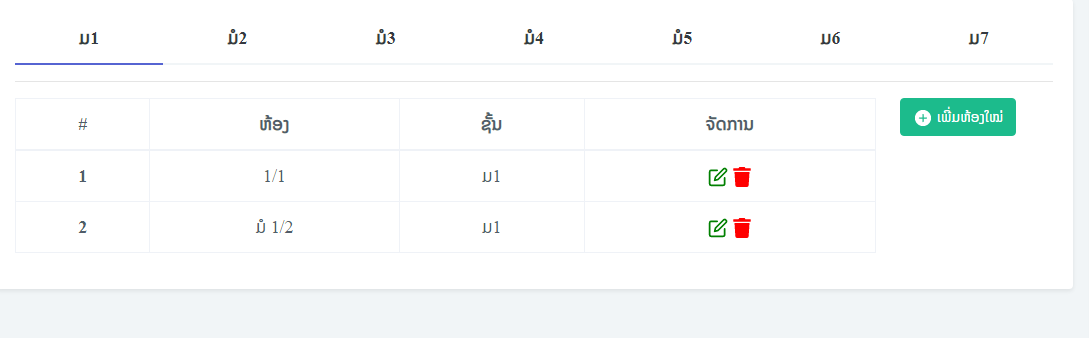 ມ1 ມໍ2 ມໍ3 ມໍ4 ມໍ5 ມ6 ມ7
# ຫ້ອງ ຊັ້ນ ຈັດການ
ເພີ່ມຫ້ອງໃໝ່
1 1/1 ມ1
2 ມໍ 1/2 ມ1